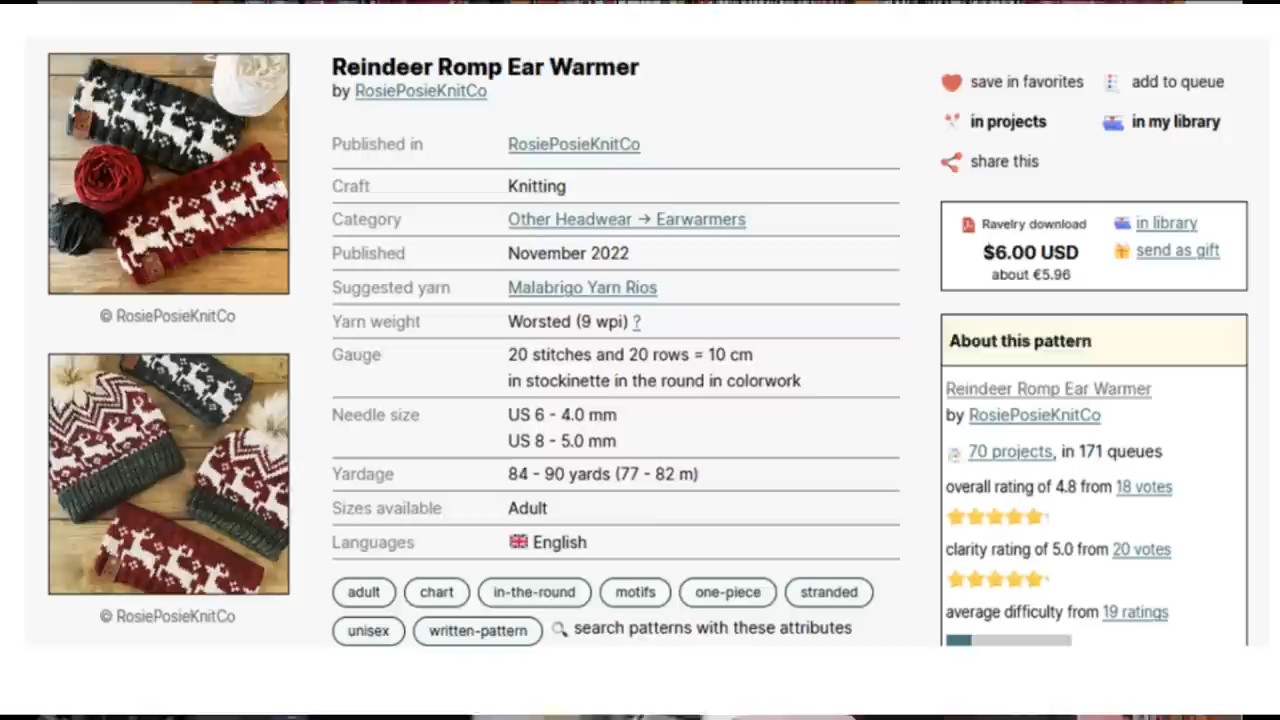 Reindeer Romp Ear Warmer
by RosiePosieKnitCo
Published in RosiePosieKnitCo
Craft Knitting
Category Other Headwear → Earwarmers
Published November 2022
Suggested yarn Malabrigo Yarn Rios
Yarn weight Worsted (9 wpi) ?
Gauge 20 stitches and 20 rows = 10 cm
in stockinette in the round in colorwork
Needle size US 6 - 4.0 mm
US 8 - 5.0 mm
Yardage 84 - 90 yards (77 - 82 m)
Sizes available Adult
Languages English
adult chart in-the-round motifs one-piece stranded
unisex written-pattern search patterns with these attributes
© RosiePosieKnitCo
© RosiePosieKnitCo
save in favorites add to queue
in projects in my library
share this
Ravelry download in library
$6.00 USD send as gift
about €5.96
About this pattern
Reindeer Romp Ear Warmer
by RosiePosieKnitCo
70 projects, in 171 queues
overall rating of 4.8 from 18 votes
clarity rating of 5.0 from 20 votes
average difficulty from 19 ratings